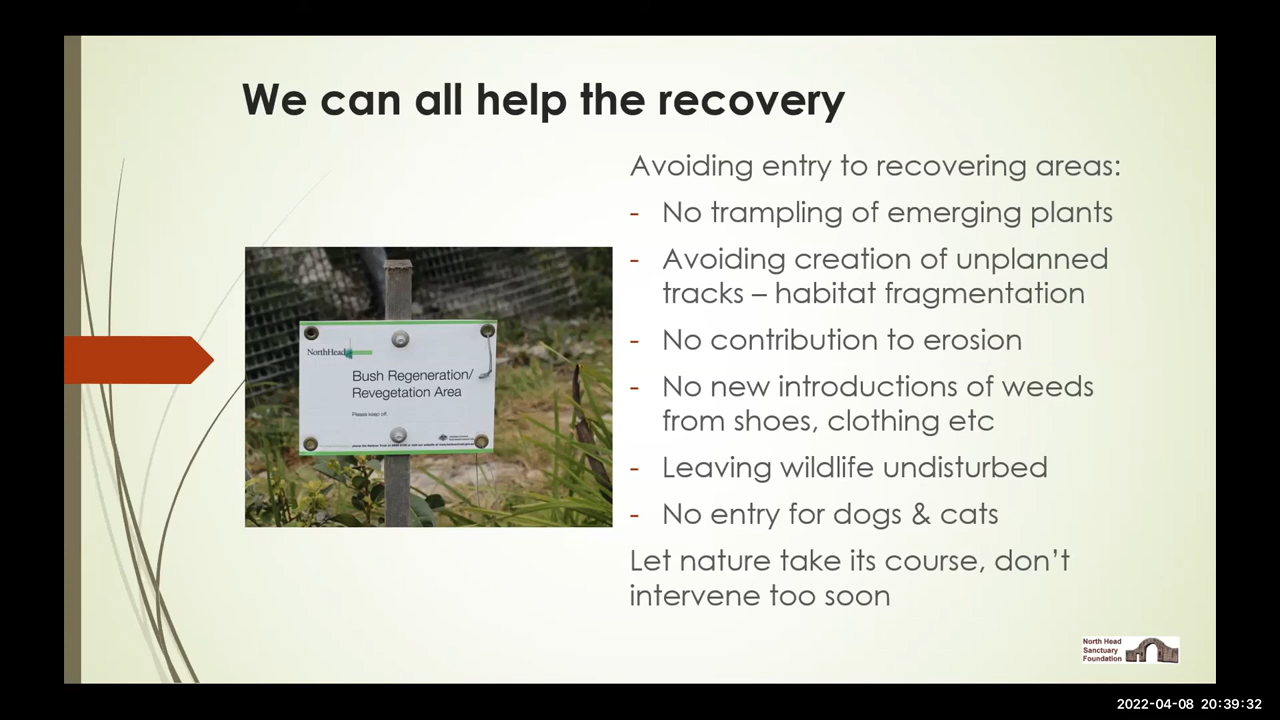 We can all help the recovery
Avoiding entry to recovering areas:
- No trampling of emerging plants
- Avoiding creation of unplanned
tracks – habitat fragmentation
- No contribution to erosion
- No new introductions of weeds
from shoes, clothing etc
- Leaving wildlife undisturbed
- No entry for dogs & cats
Let nature take its course, don’t
intervene too soon
NorthHead
Bush Regeneration/
Revegetation Area
Please keep off.
North Head
Sanctuary
Foundation
2022-04-08 20:39:32